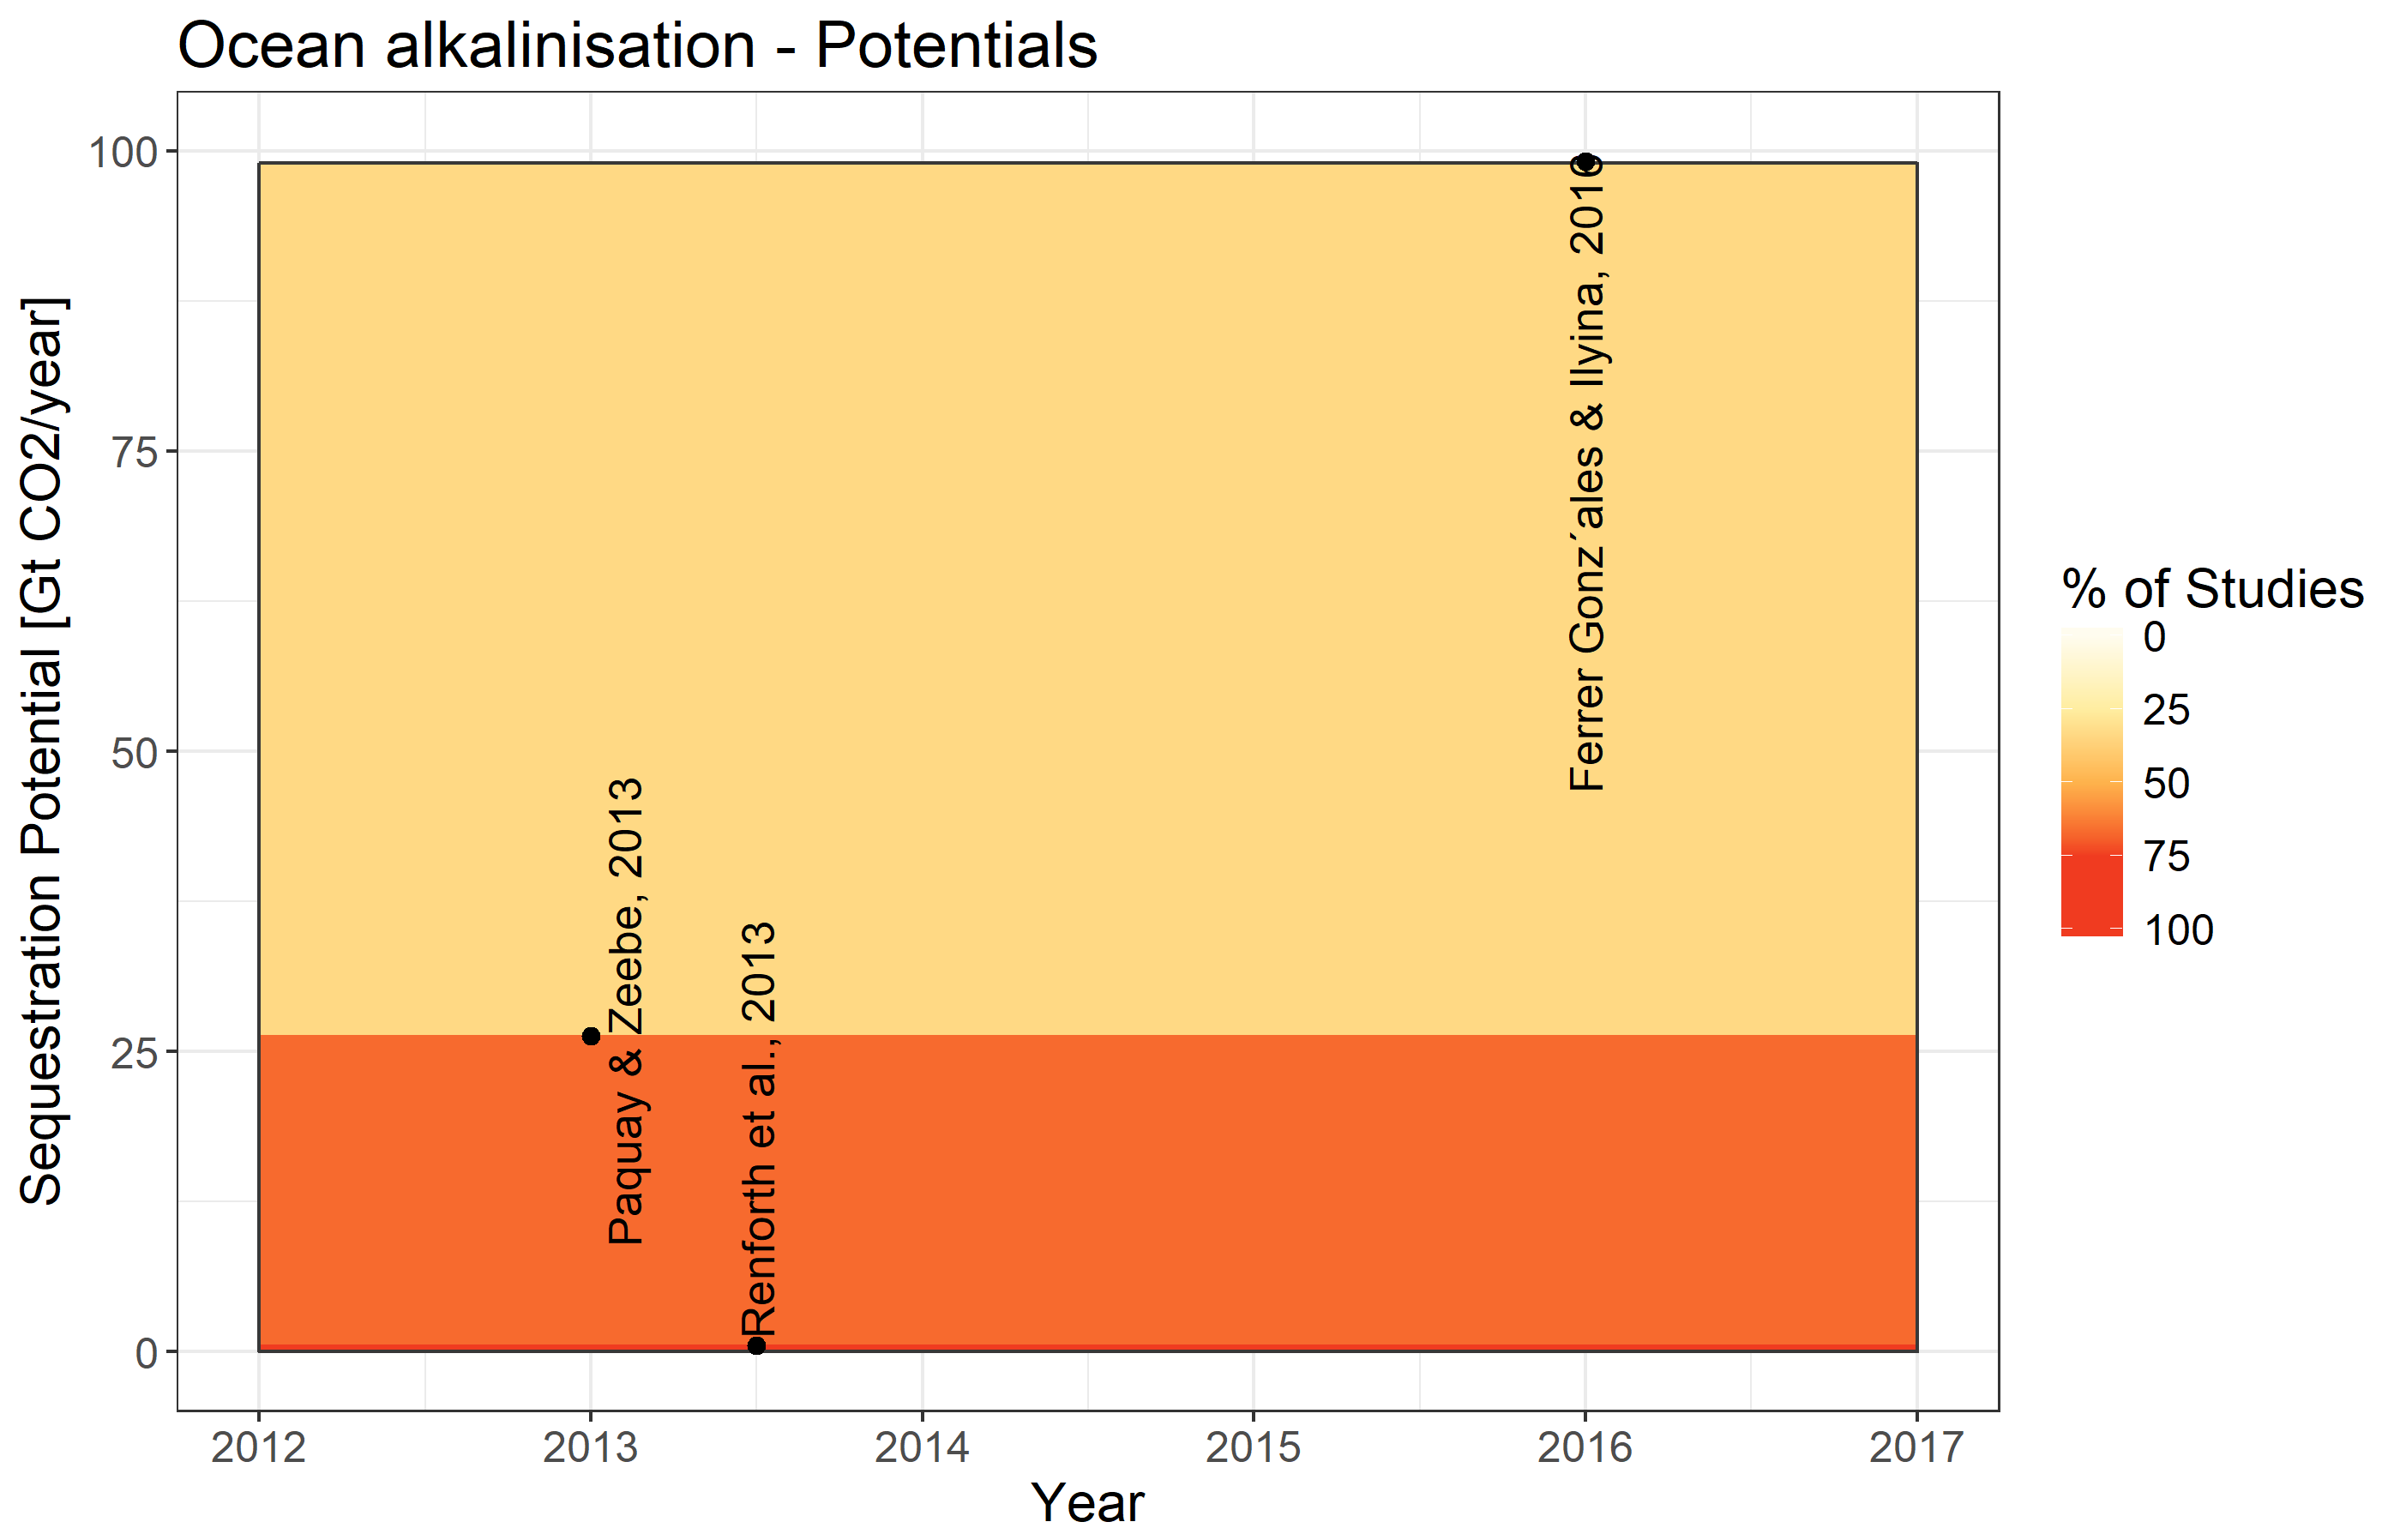 Ocean alkalinisation - Potentials
Sequestration Potential [Gt CO2/year]
100
75
50
25
0
Paquay & Zeebe, 2013
Renforth et al., 2013
Ferrer Gonz´ales & Ilyina, 2016
2012
2013
2014
2015
2016
2017
Year
% of Studies
0
25
50
75
100